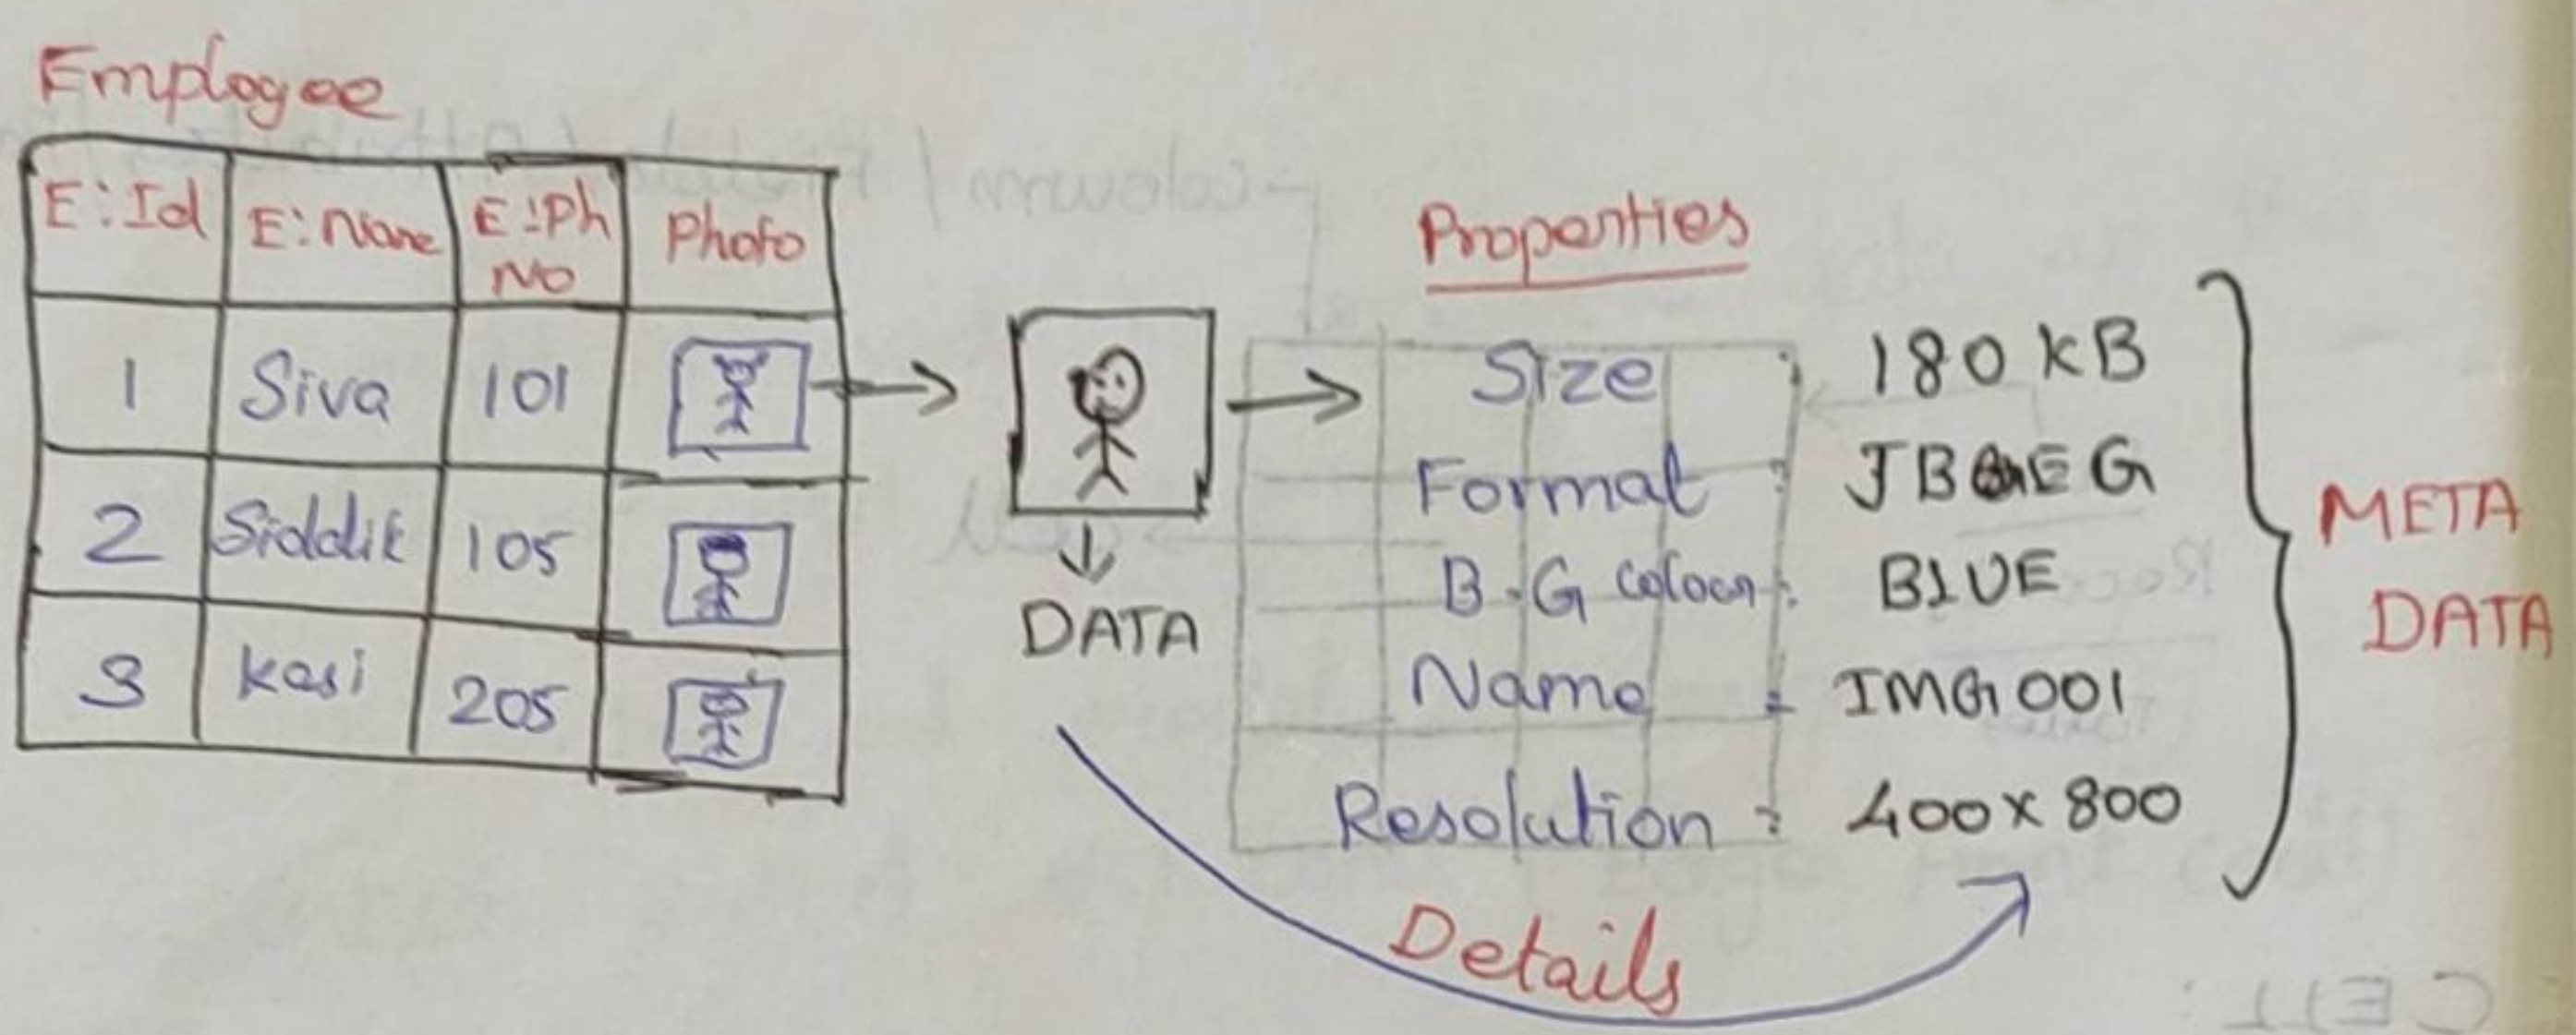 Employee
E:Id E:Name E:Ph No Photo
1 Siva 101
2 Siddik 105
3 kasi 205
DATA
Properties
Size : 180 KB
Format : JBEG
B.G colour : BLUE
Name : IMG001
Resolution : 400x800
META DATA
Details